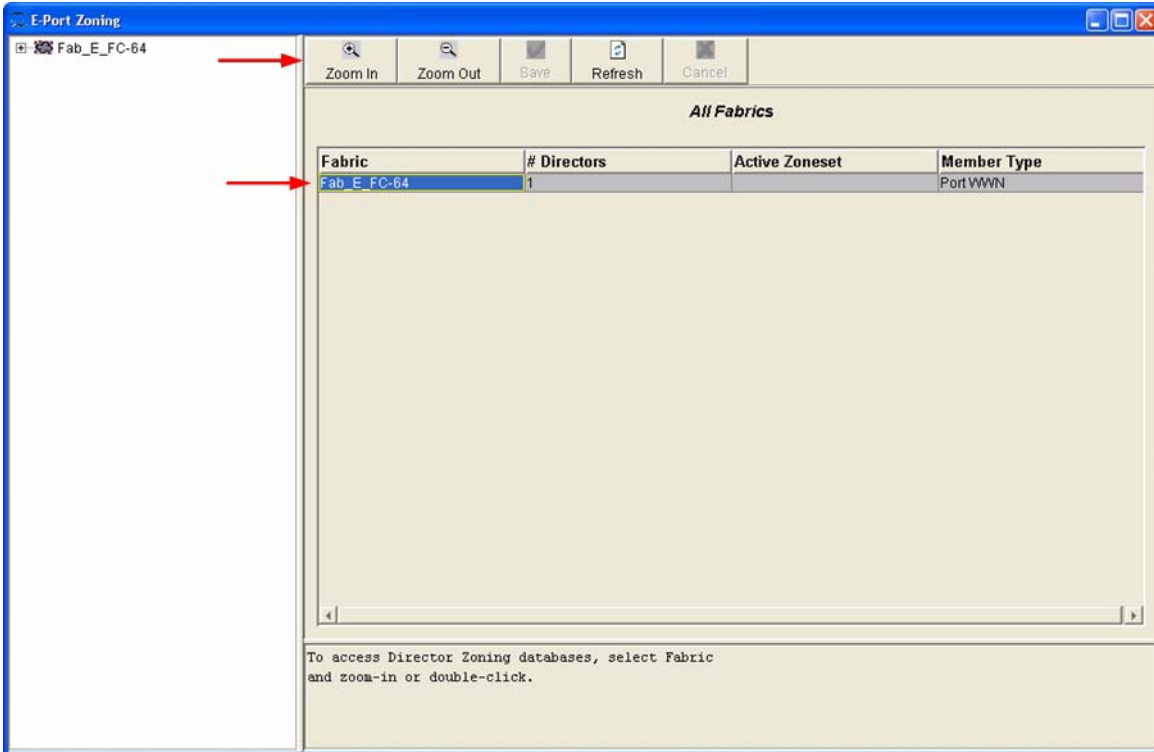 E-Port Zoning
Fab_E_FC-64
Zoom In Zoom Out Save Refresh Cancel
All Fabrics
Fabric # Directors Active Zoneset Member Type
Fab_E_FC-64 1 Port WWN
To access Director Zoning databases, select Fabric
and zoom-in or double-click.